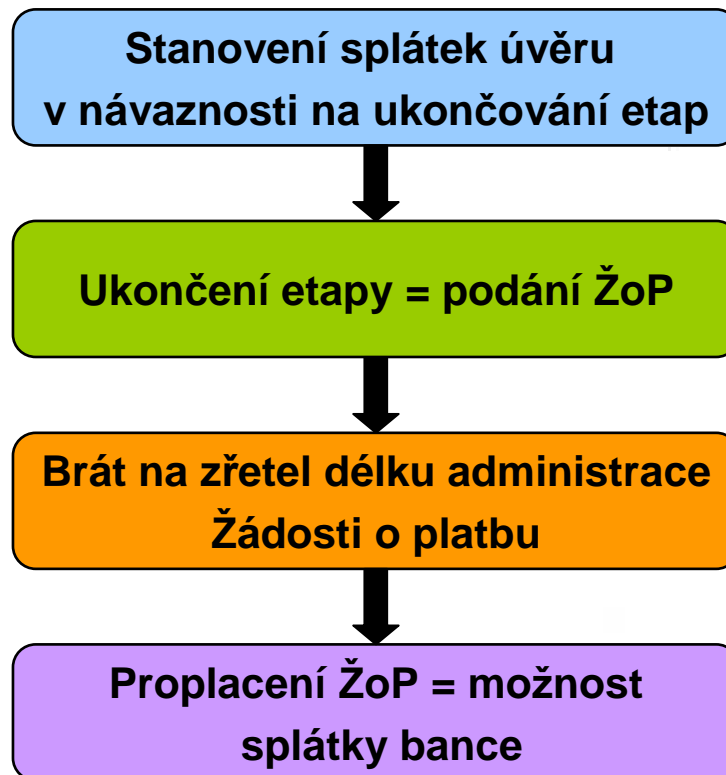 Stanovení splátek úvěru
v návaznosti na ukončování etap
Ukončení etapy = podání ŽoP
Brát na zřetel délku administrace
Žádosti o platbu
Proplacení ŽoP = možnost
splátky bance